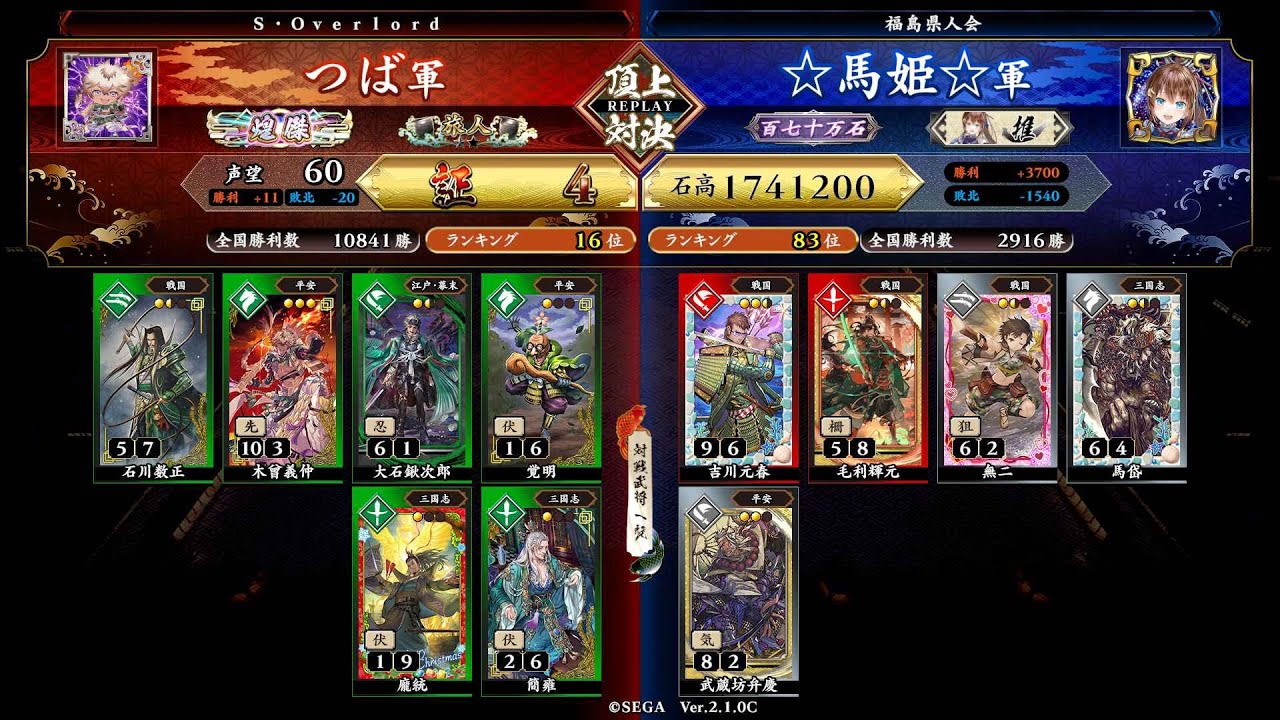 S・Overlord
福島県人会
つば軍
頂上
REPLAY
対決
☆馬姫☆軍
煌傑
旅人
百七十万石
推
声望 60
勝利 +11 敗北 -20
証 4
石高 1741200
勝利 +3700
敗北 -1540
全国勝利数 10841勝
ランキング 16位
ランキング 83位
全国勝利数 2916勝
戦国
平安
江戸・幕末
平安
戦国
戦国
戦国
三国志
先
忍
伏
柵
狙
5 7
10 3
6 1
1 6
9 6
5 8
6 2
6 4
石川数正
木曾義仲
大石鍬次郎
覚明
吉川元春
毛利輝元
無二
馬岱
対戦武将一覧
三国志
三国志
平安
伏
伏
気
1 9
Christmas
2 6
8 2
龐統
簡雍
武蔵坊弁慶
©SEGA Ver.2.1.0C